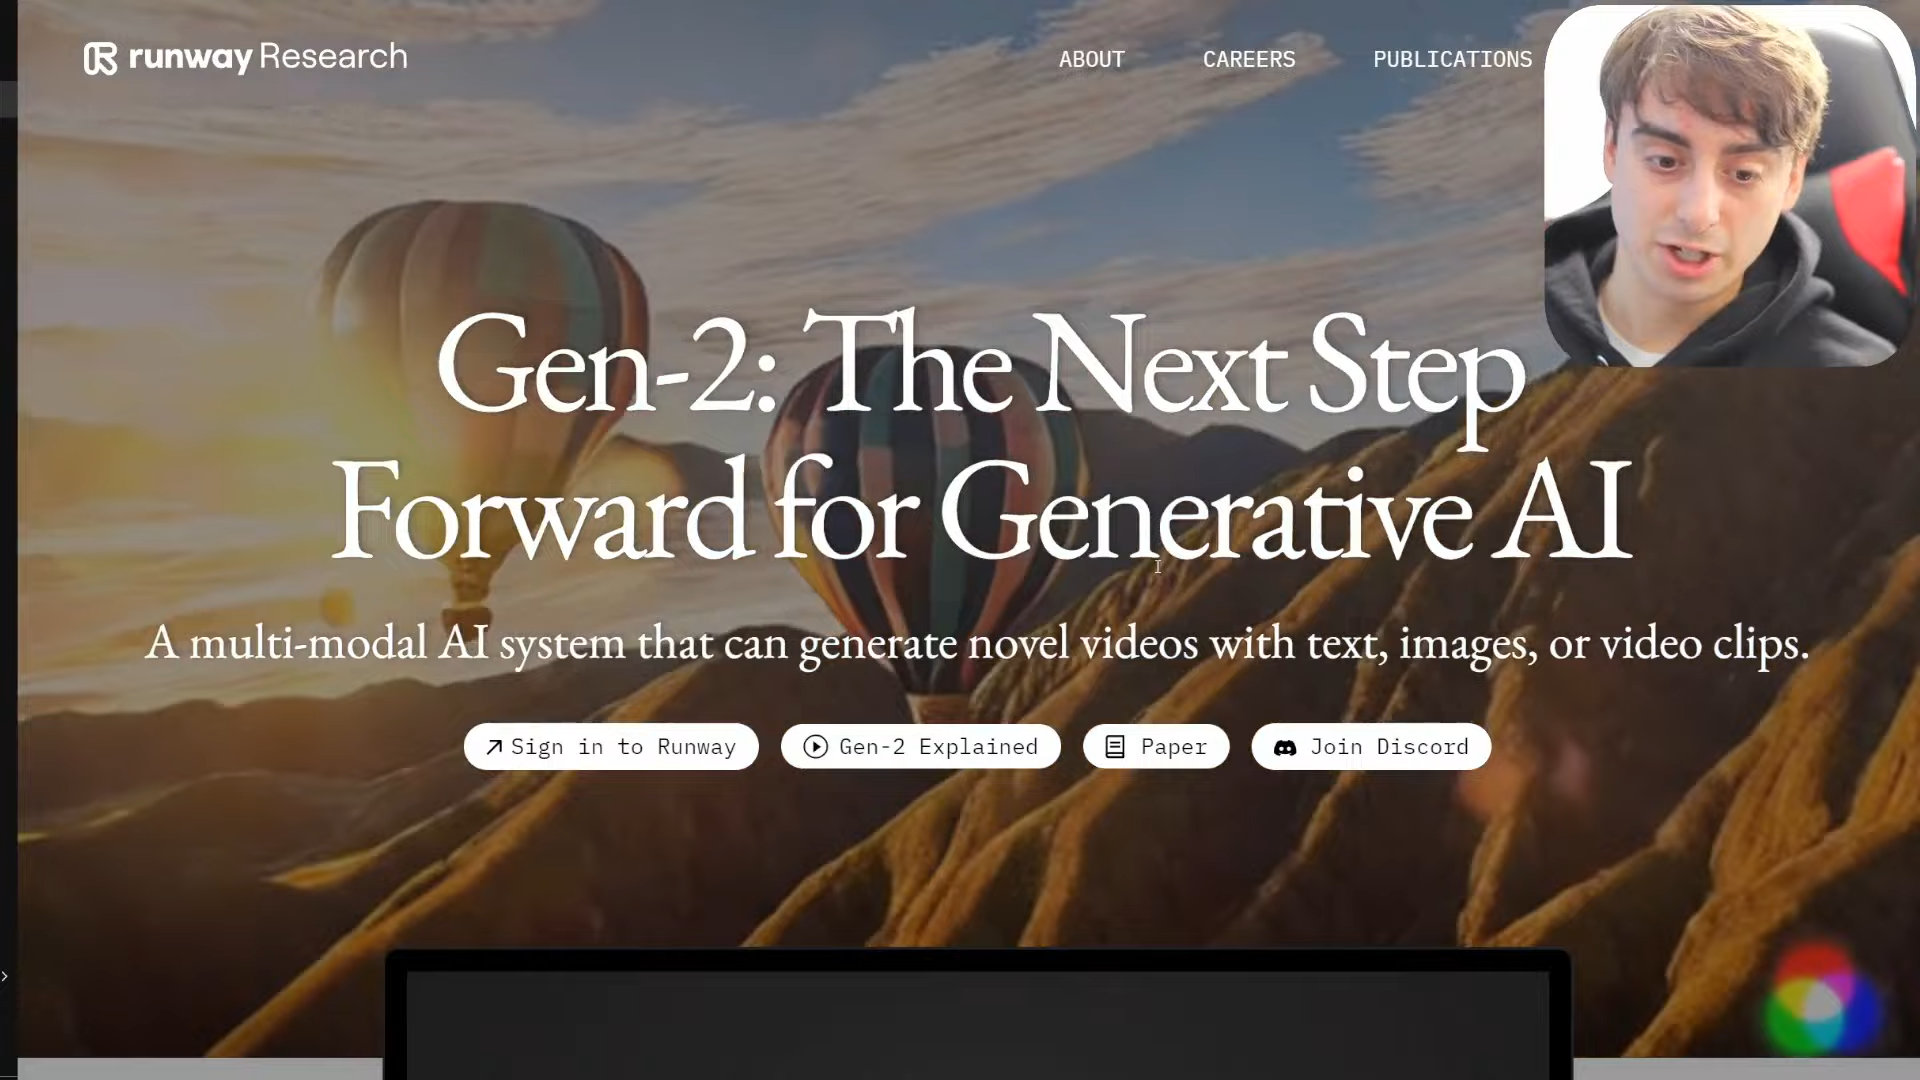 runway Research
ABOUT CAREERS PUBLICATIONS
Gen-2: The Next Step
Forward for Generative AI
A multi-modal AI system that can generate novel videos with text, images, or video clips.
Sign in to Runway Gen-2 Explained Paper Join Discord